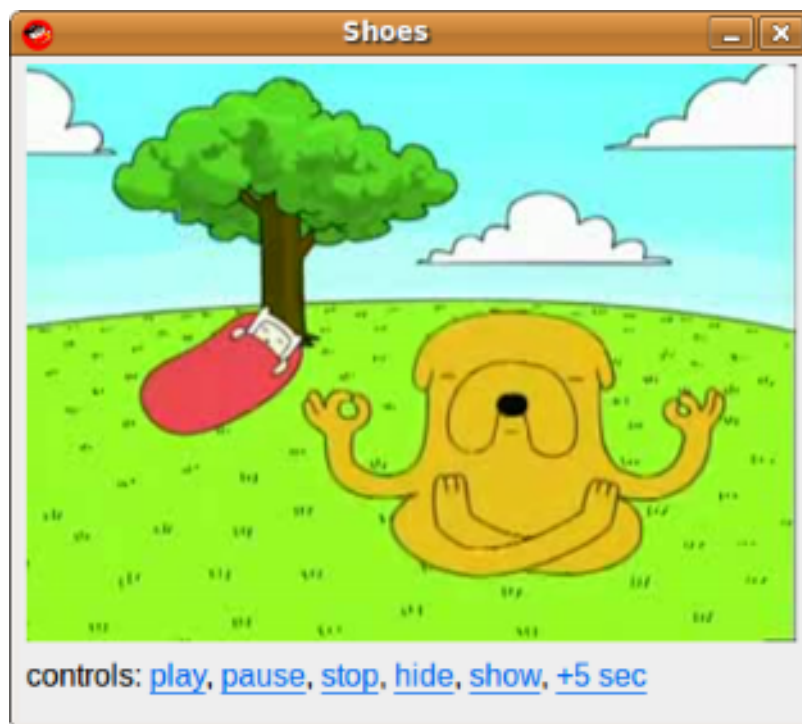 Shoes
controls: play, pause, stop, hide, show, +5 sec